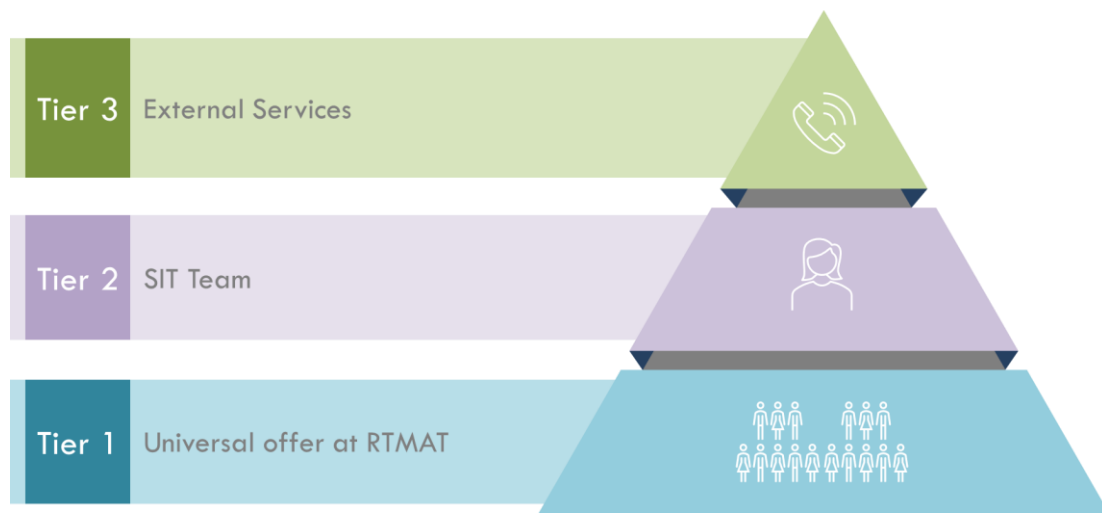 Tier 3 External Services
Tier 2 SIT Team
Tier 1 Universal offer at RTMAT